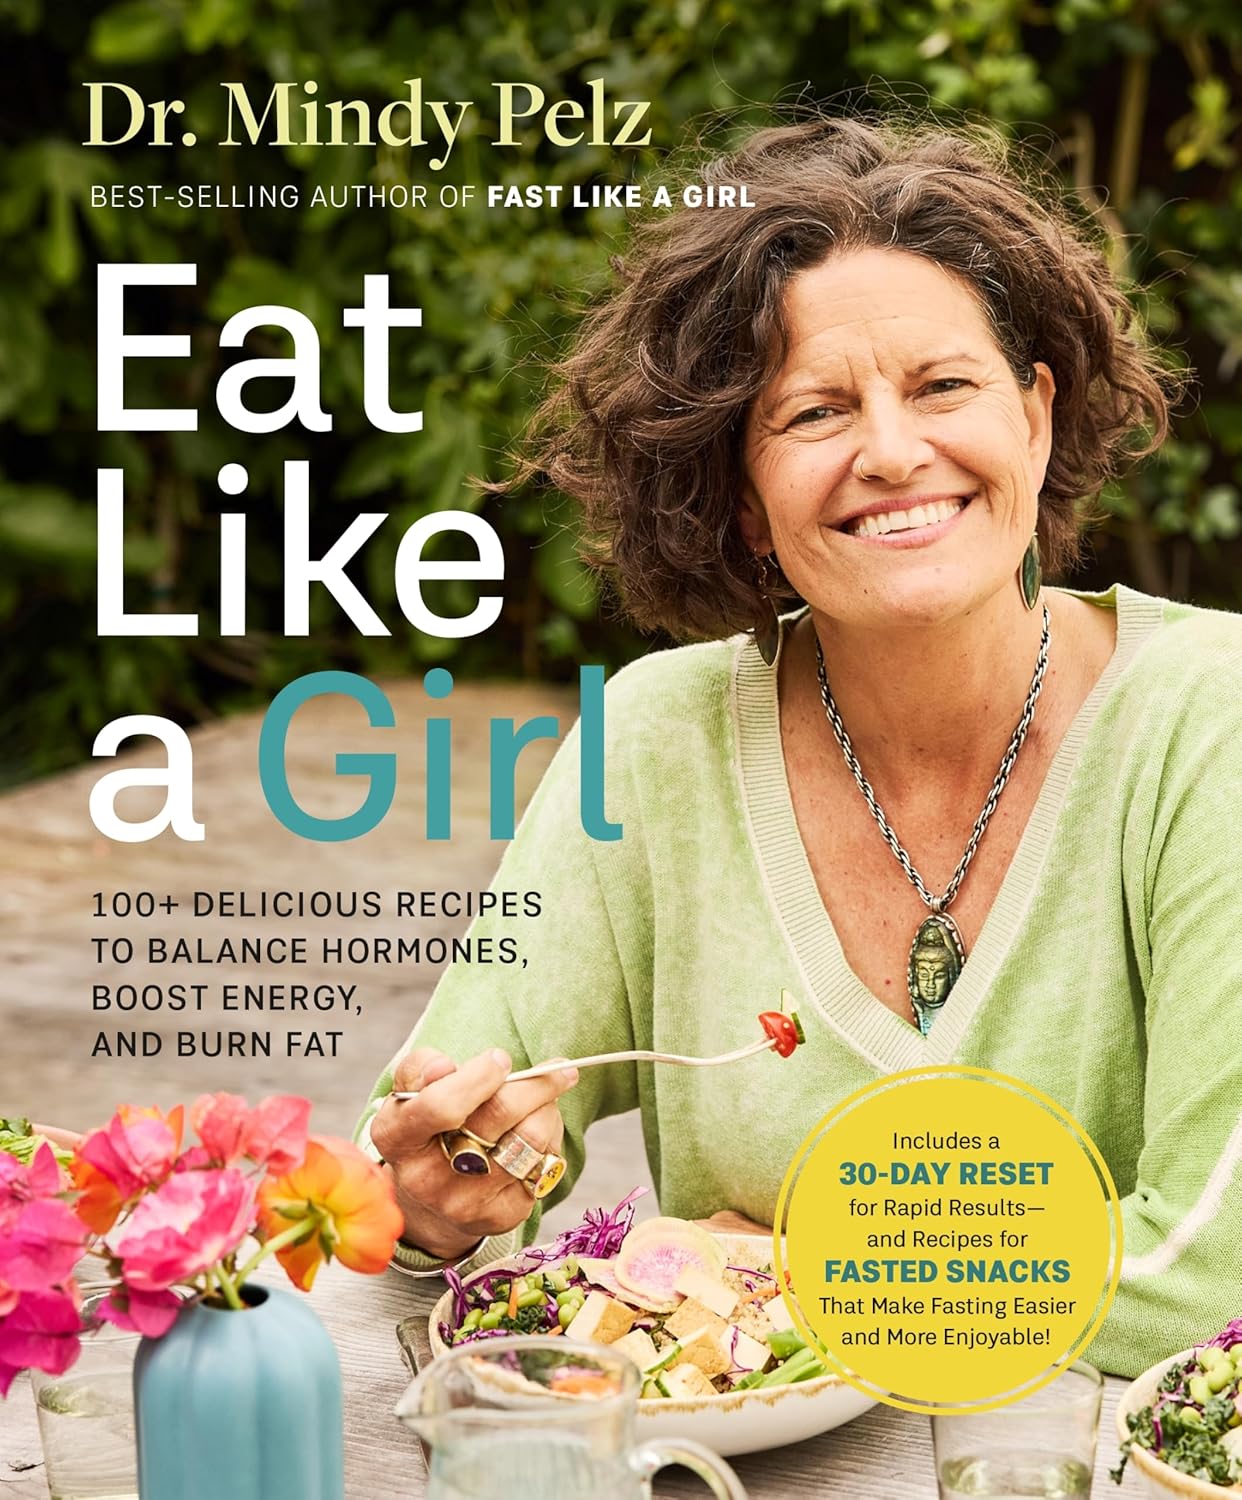 Dr. Mindy Pelz
BEST-SELLING AUTHOR OF FAST LIKE A GIRL
Eat
Like
a Girl
100+ DELICIOUS RECIPES
TO BALANCE HORMONES,
BOOST ENERGY,
AND BURN FAT
Includes a
30-DAY RESET
for Rapid Results—
and Recipes for
FASTED SNACKS
That Make Fasting Easier
and More Enjoyable!